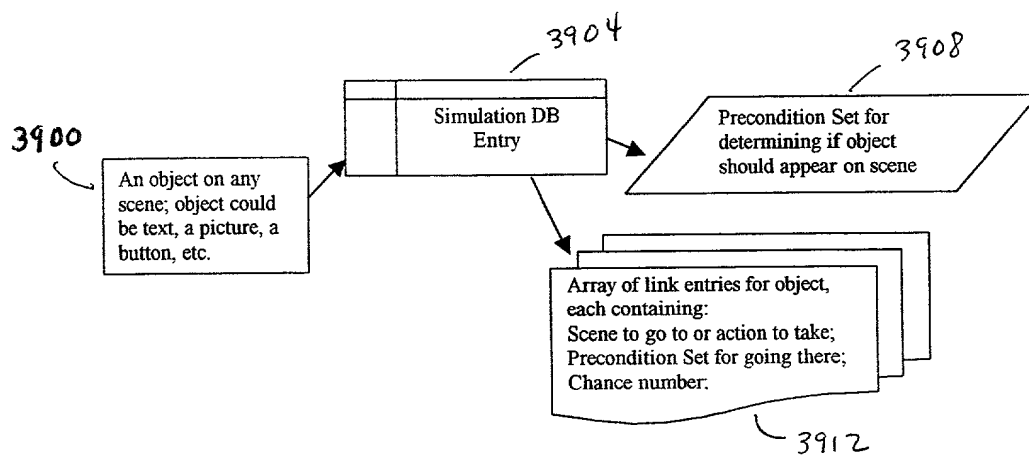 3904
3908
3900
Simulation DB
Entry
Precondition Set for
determining if object
should appear on scene
An object on any
scene; object could
be text, a picture, a
button, etc.
Array of link entries for object,
each containing:
Scene to go to or action to take;
Precondition Set for going there;
Chance number;
3912